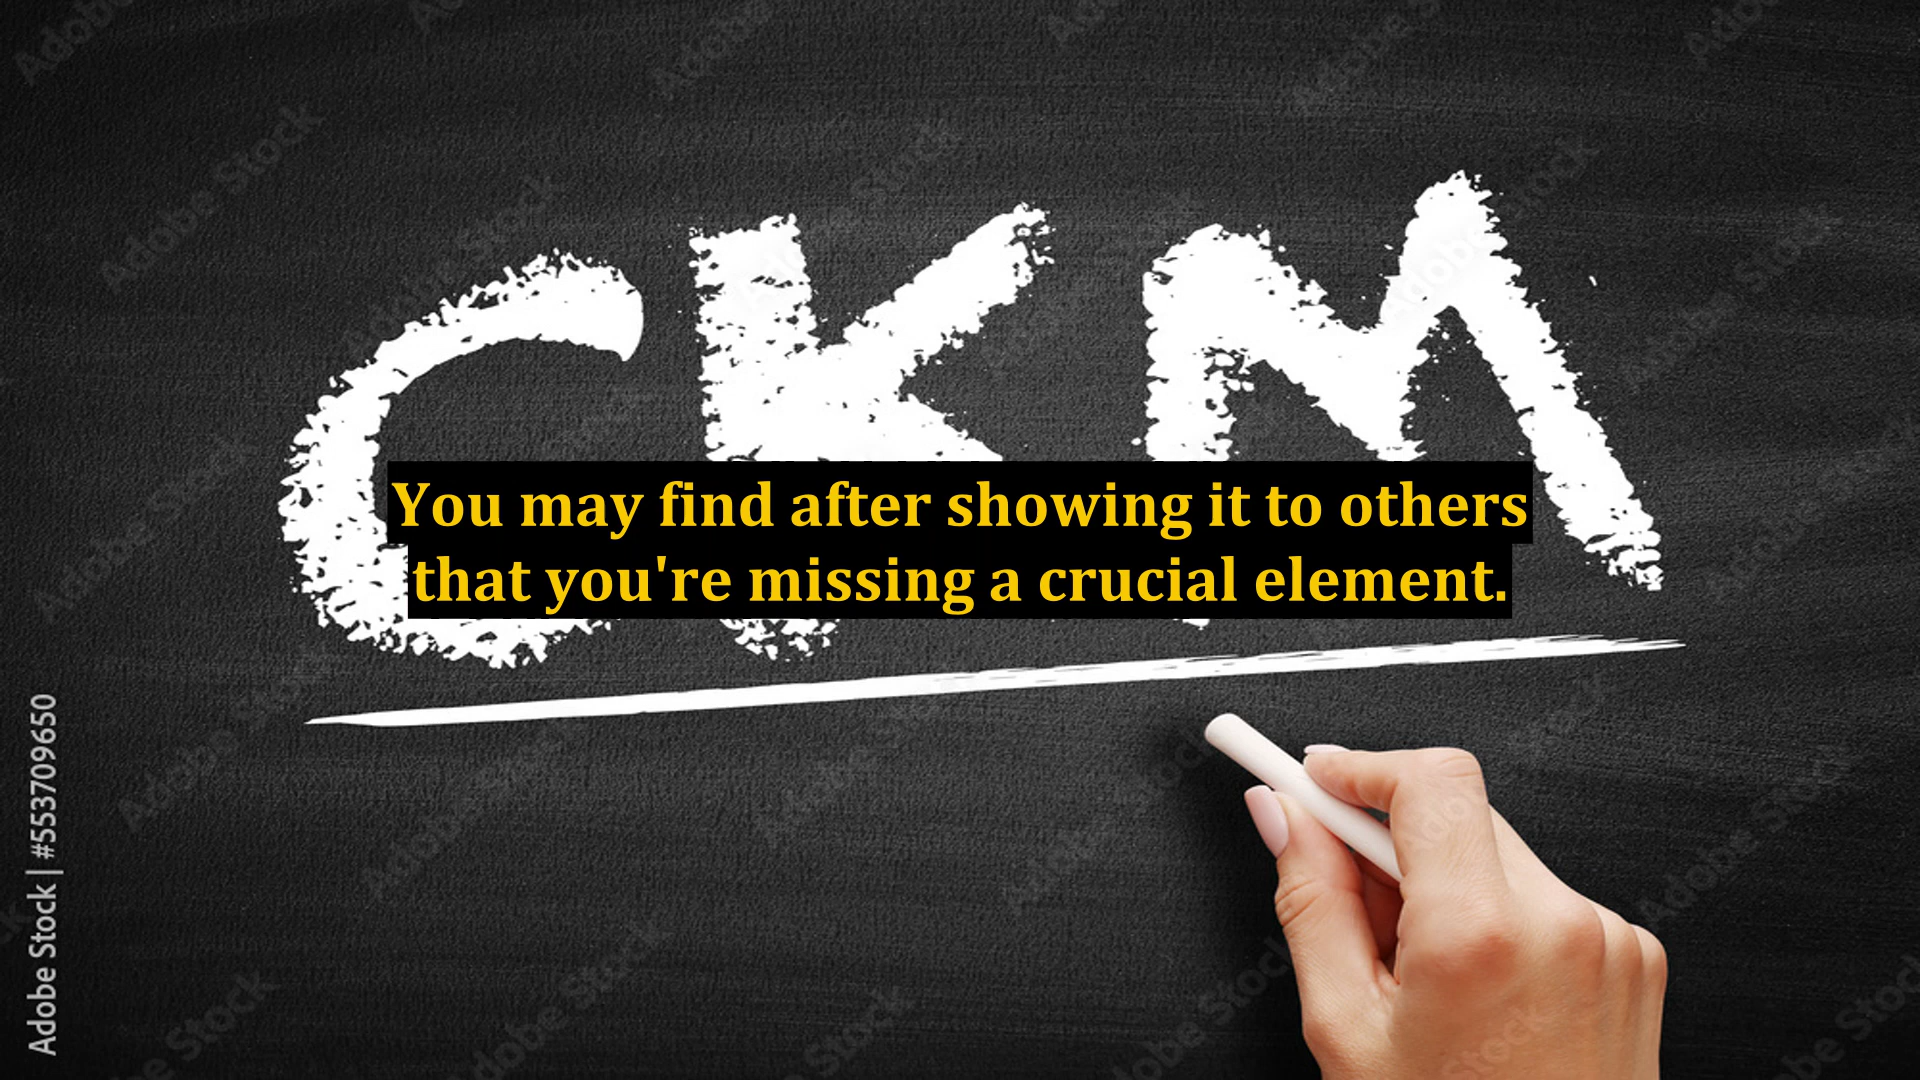 CKM
You may find after showing it to others
that you're missing a crucial element.
Adobe Stock | #553709650